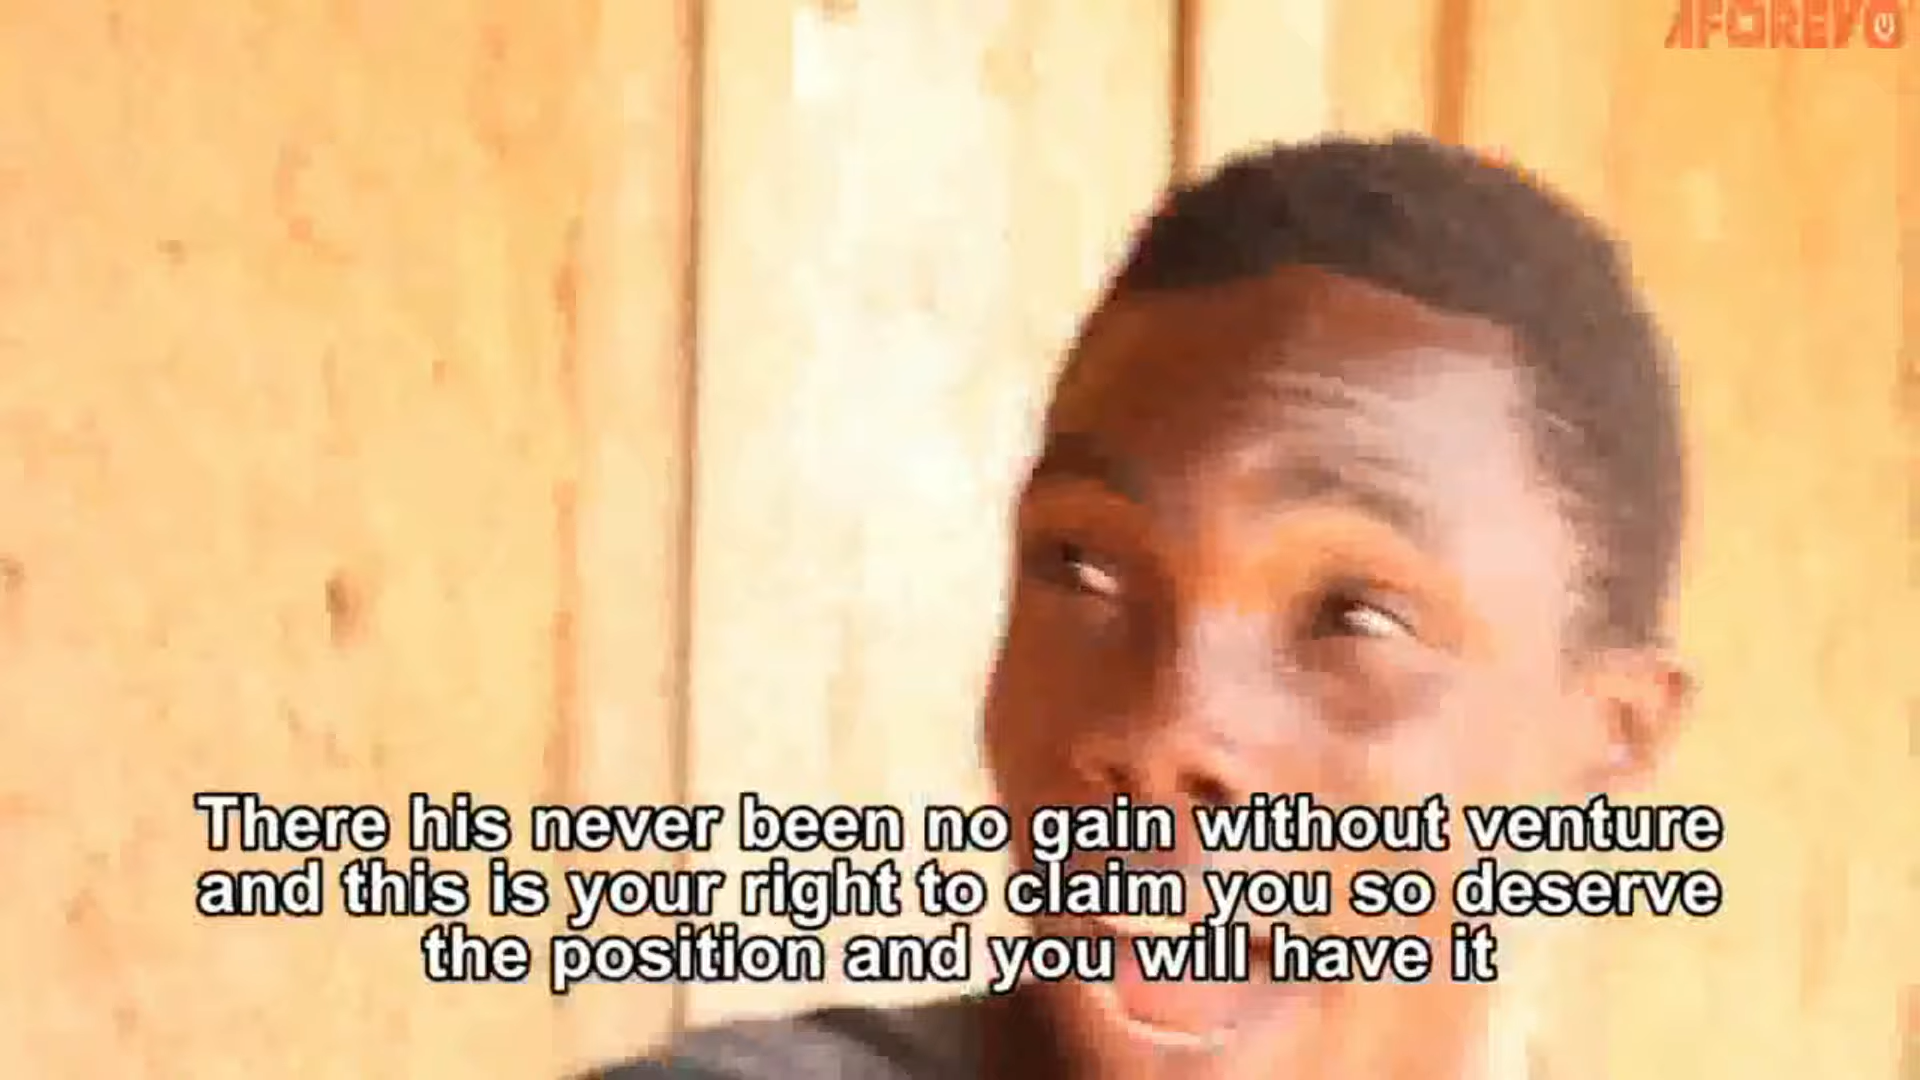 AFOREVO
There his never been no gain without venture
and this is your right to claim you so deserve
the position and you will have it